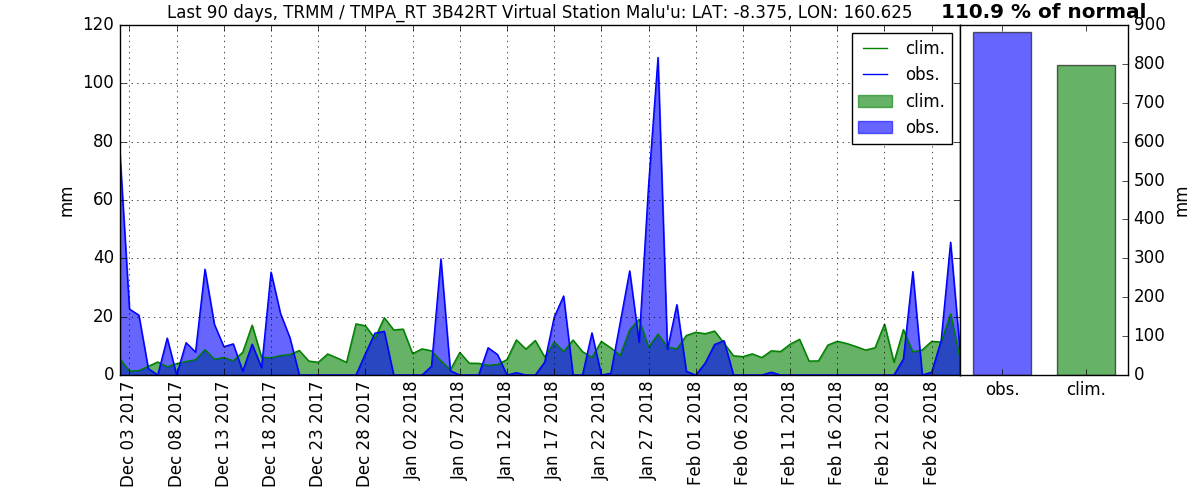 Last 90 days, TRMM / TMPA_RT 3B42RT Virtual Station Malu'u: LAT: -8.375, LON: 160.625
110.9 % of normal
120
100
80
60
40
20
0
mm
clim.
obs.
clim.
obs.
Dec 03 2017
Dec 08 2017
Dec 13 2017
Dec 18 2017
Dec 23 2017
Dec 28 2017
Jan 02 2018
Jan 07 2018
Jan 12 2018
Jan 17 2018
Jan 22 2018
Jan 27 2018
Feb 01 2018
Feb 06 2018
Feb 11 2018
Feb 16 2018
Feb 21 2018
Feb 26 2018
900
800
700
600
500
400
300
200
100
0
mm
obs.
clim.